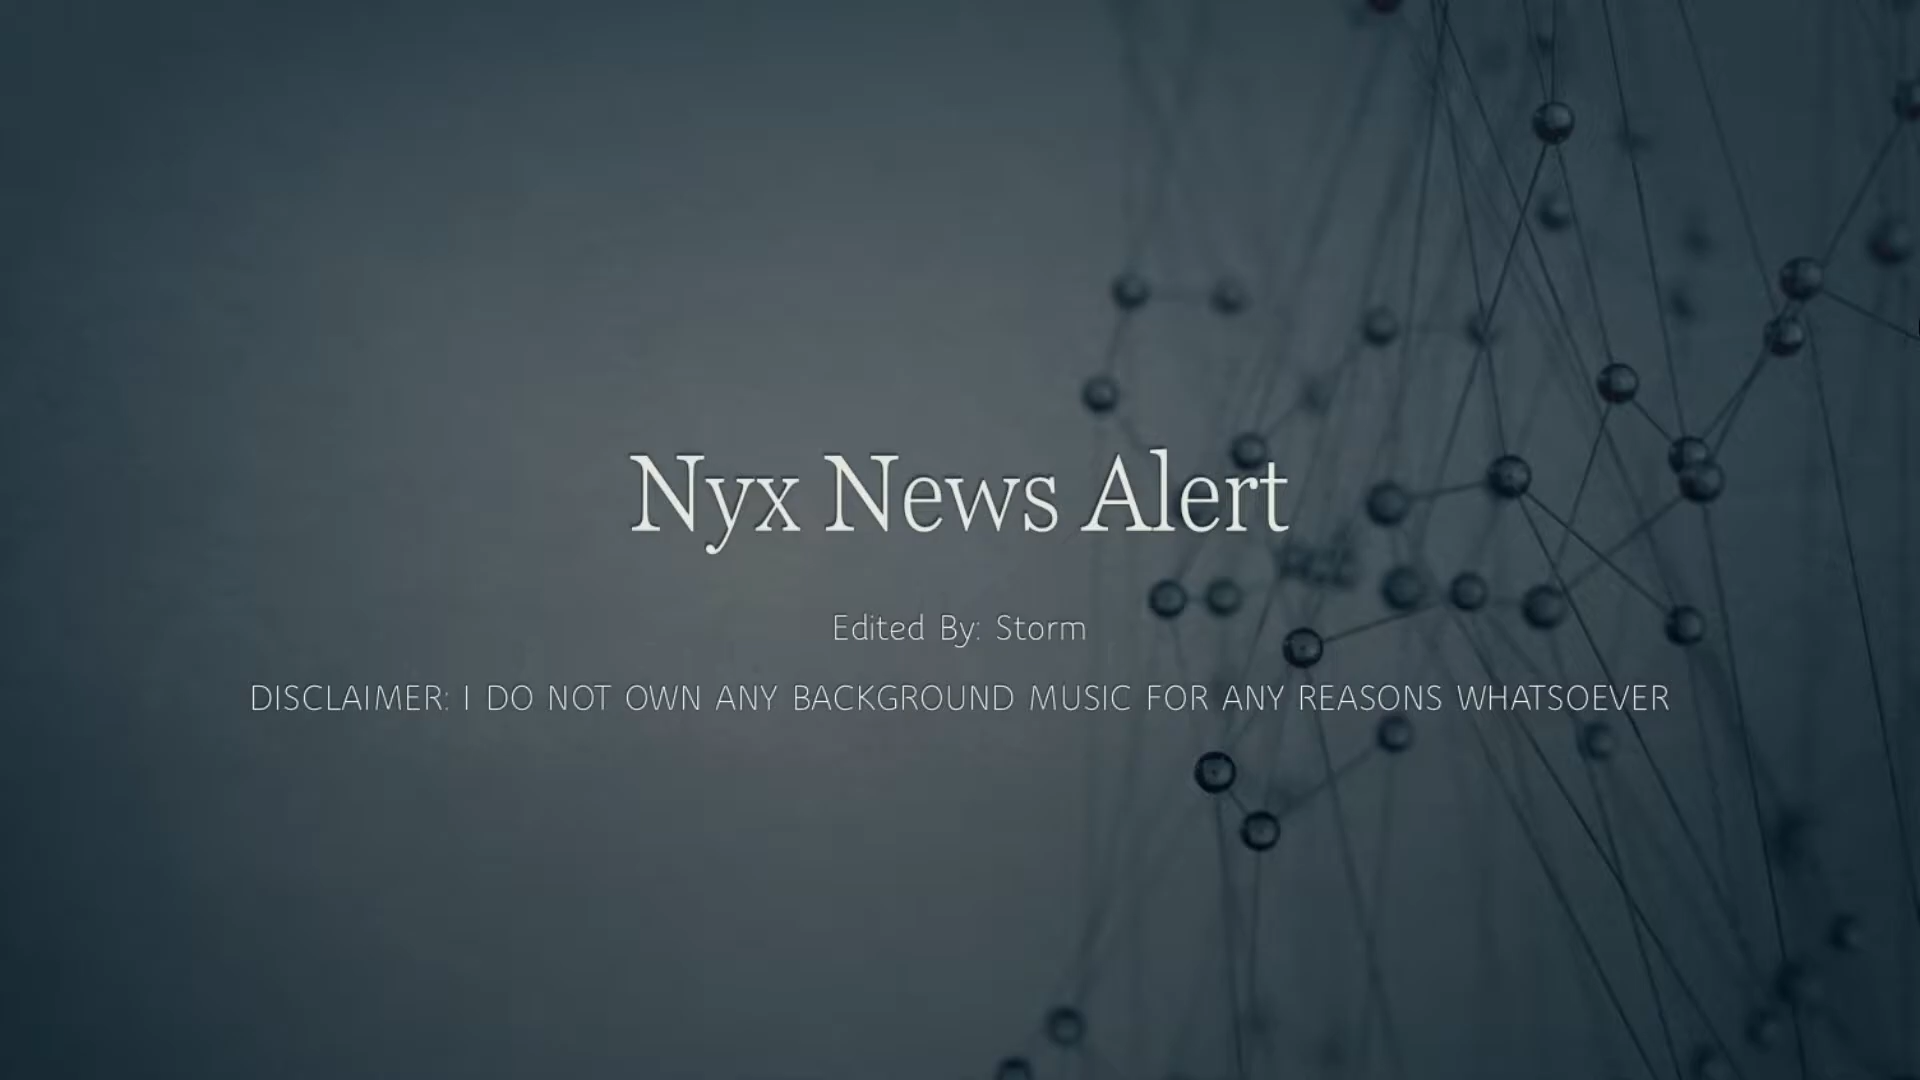 Nyx News Alert
Edited By: Storm
DISCLAIMER: I DO NOT OWN ANY BACKGROUND MUSIC FOR ANY REASONS WHATSOEVER